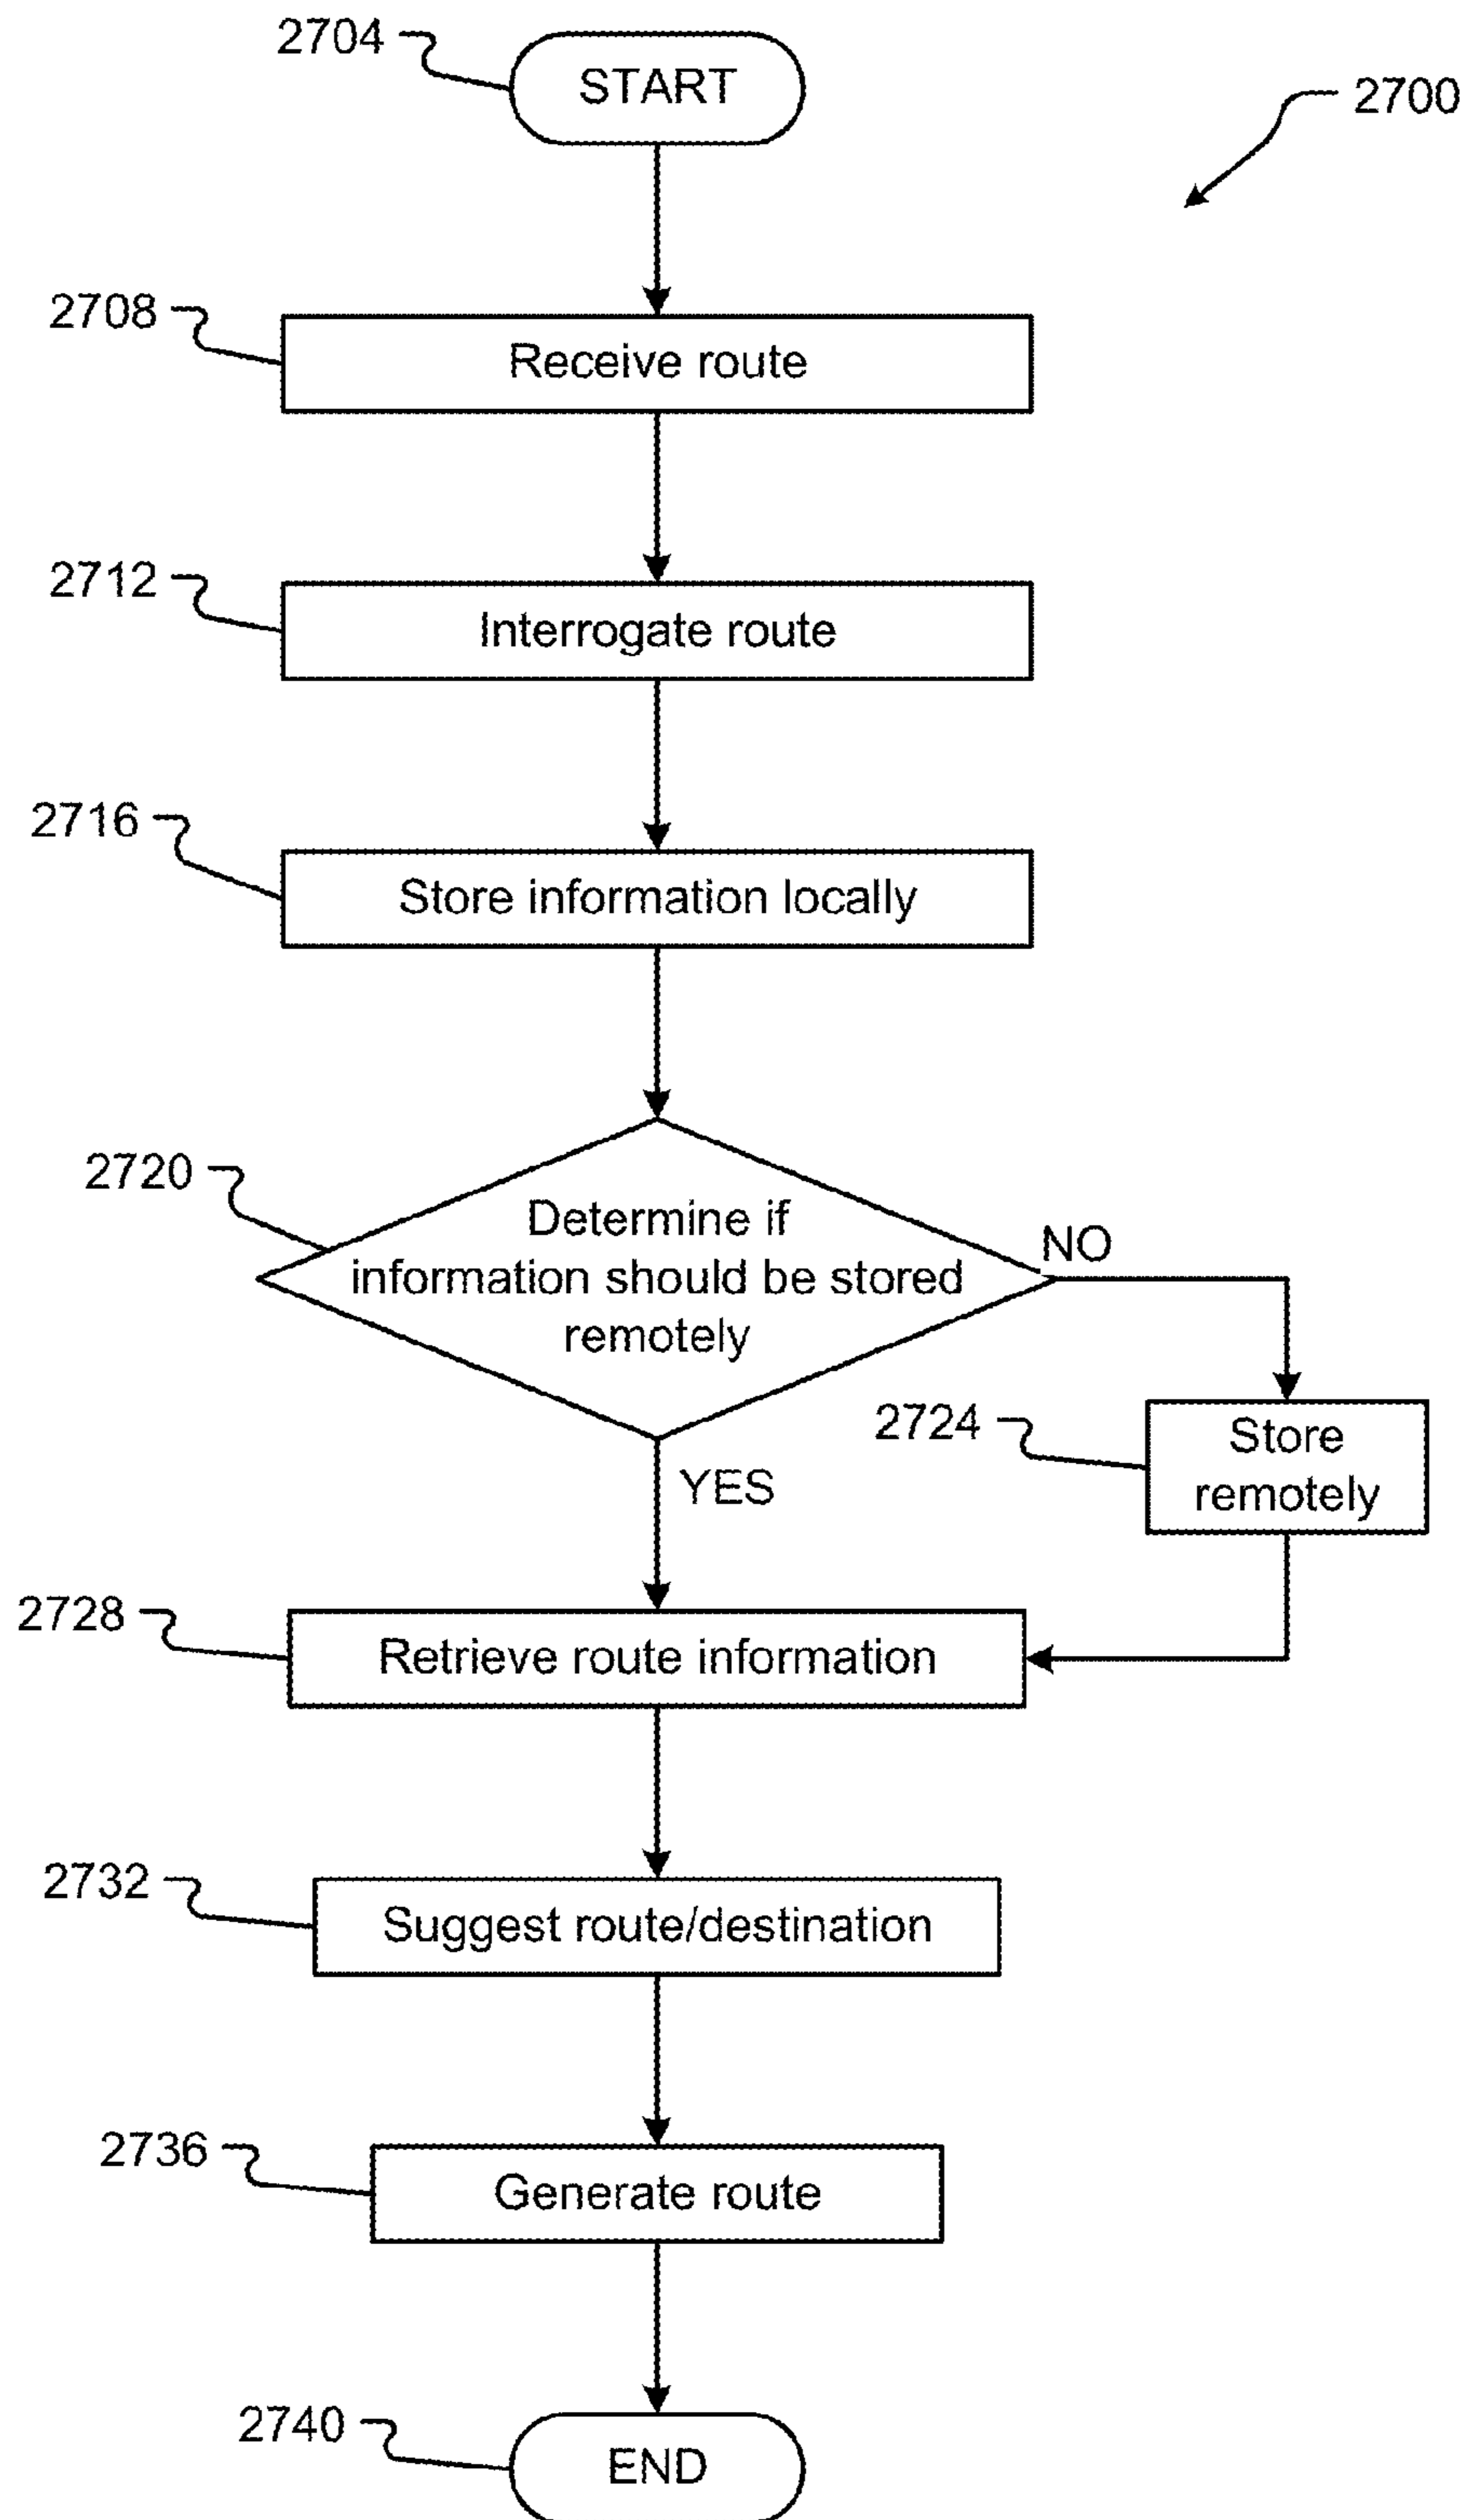 2704
START
2700
2708
Receive route
2712
Interrogate route
2716
Store information locally
2720
Determine if
information should be stored
remotely
NO
2724
Store
remotely
YES
2728
Retrieve route information
2732
Suggest route/destination
2736
Generate route
2740
END